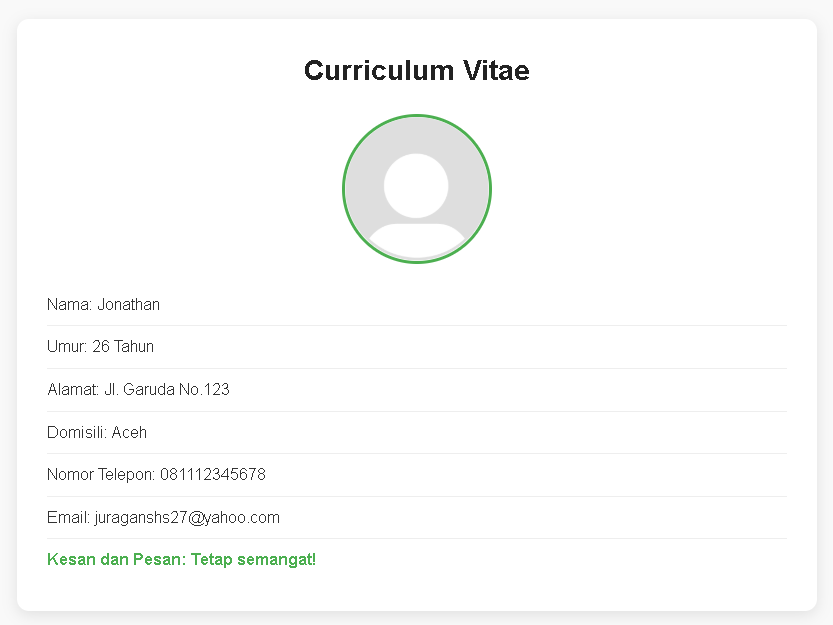 Curriculum Vitae
Nama: Jonathan
Umur: 26 Tahun
Alamat: Jl. Garuda No.123
Domisili: Aceh
Nomor Telepon: 081112345678
Email: juraganshs27@yahoo.com
Kesan dan Pesan: Tetap semangat!